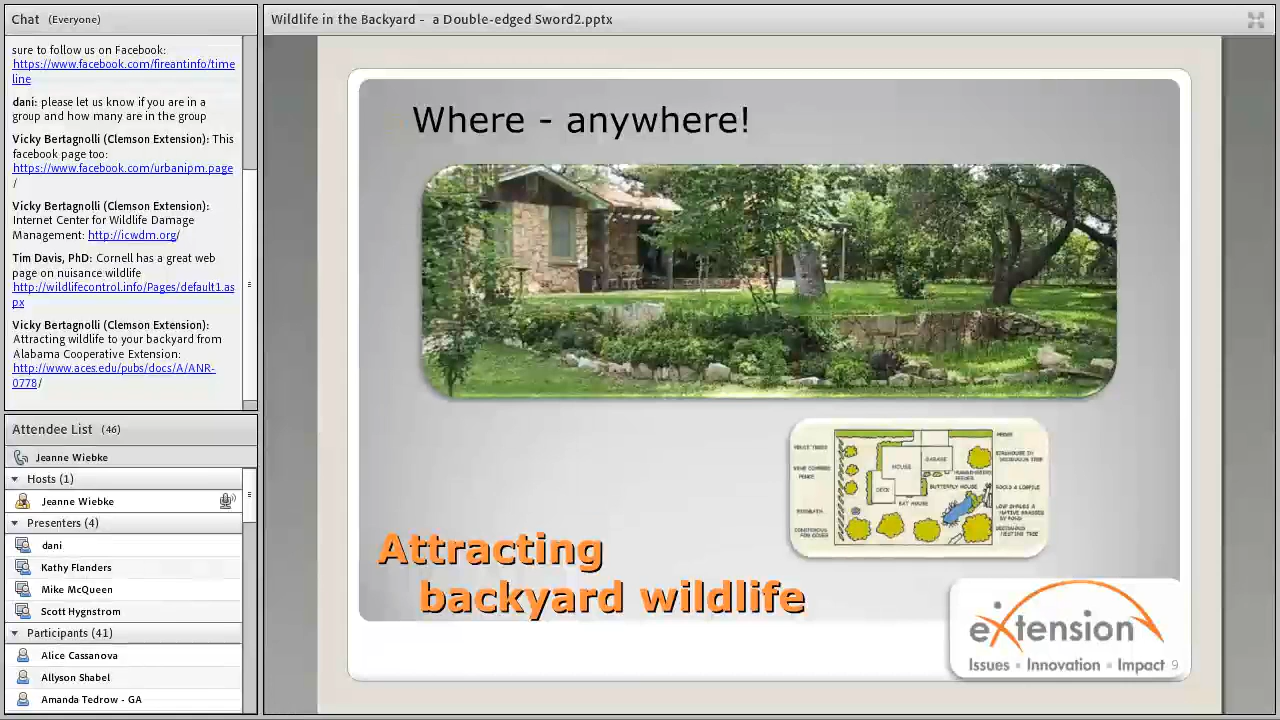 Chat (Everyone)
sure to follow us on Facebook:
https://www.facebook.com/fireantinfo/time
line
dani: please let us know if you are in a
group and how many are in the group
Vicky Bertagnolli (Clemson Extension): This
facebook page too:
https://www.facebook.com/urbanipm.page
/
Vicky Bertagnolli (Clemson Extension):
Internet Center for Wildlife Damage
Management: http://icwdm.org/
Tim Davis, PhD: Cornell has a great web
page on nuisance wildlife
http://wildlifecontrol.info/Pages/default1.as
px
Vicky Bertagnolli (Clemson Extension):
Attracting wildlife to your backyard from
Alabama Cooperative Extension:
http://www.aces.edu/pubs/docs/A/ANR-
0778/
Attendee List (46)
Jeanne Wiebke
Hosts (1)
Jeanne Wiebke
Presenters (4)
dani
Kathy Flanders
Mike McQueen
Scott Hygnstrom
Participants (41)
Alice Cassanova
Allyson Shabel
Amanda Tedrow - GA
Wildlife in the Backyard - a Double-edged Sword2.pptx
Where - anywhere!
HOUSE
GARAGE
DECK
BUTTERFLY HOUSE
BAT HOUSE
FENCE
BIRDBATH
Attracting
backyard wildlife
eXtension
Issues Innovation Impact 9